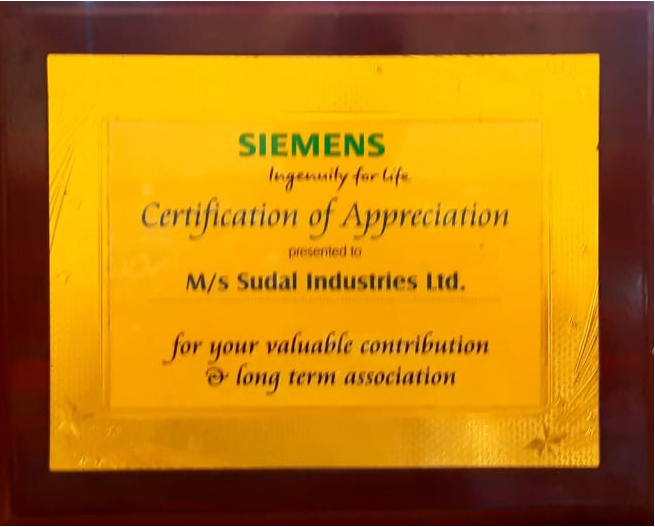 SIEMENS
Ingenuity for life
Certification of Appreciation
presented to
M/s Sudal Industries Ltd.
for your valuable contribution
& long term association